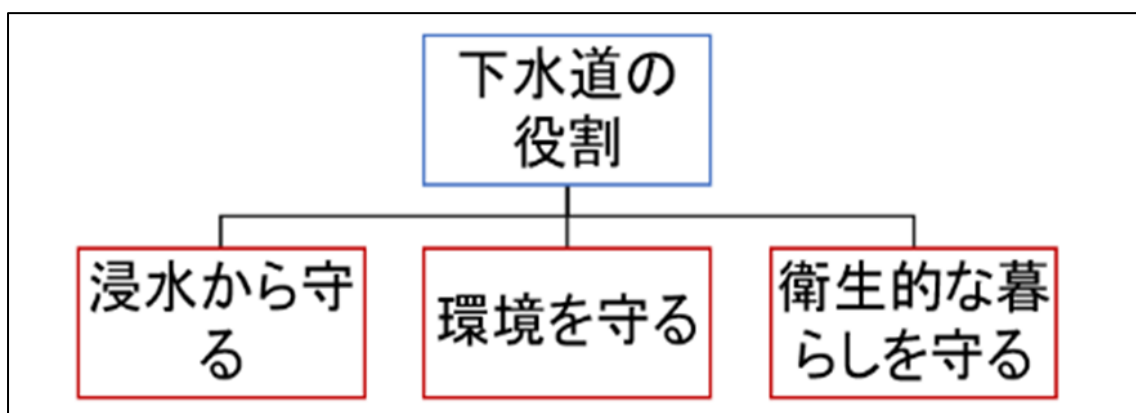 下水道の
役割
浸水から守
る
環境を守る
衛生的な暮
らしを守る